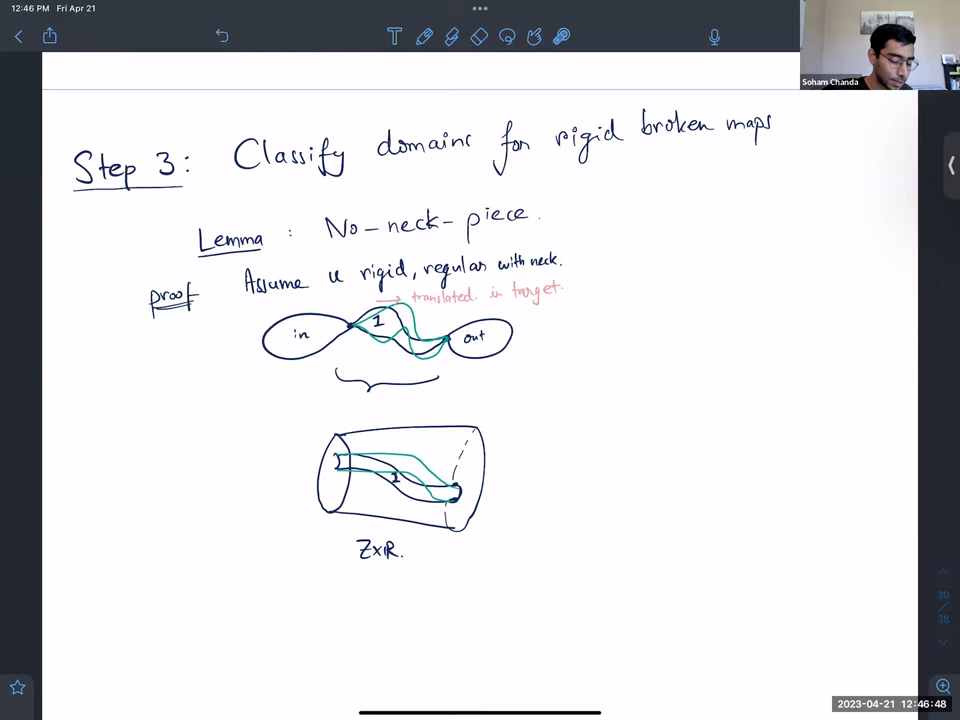 12:46 PM Fri Apr 21
Soham Chanda
Step 3: Classify domains for rigid broken maps
Lemma : No-neck-piece.
proof Assume u rigid, regular with neck.
→ translated in target.
in 1 out
1
Z×R.
30
/
38
2023-04-21 12:46:48